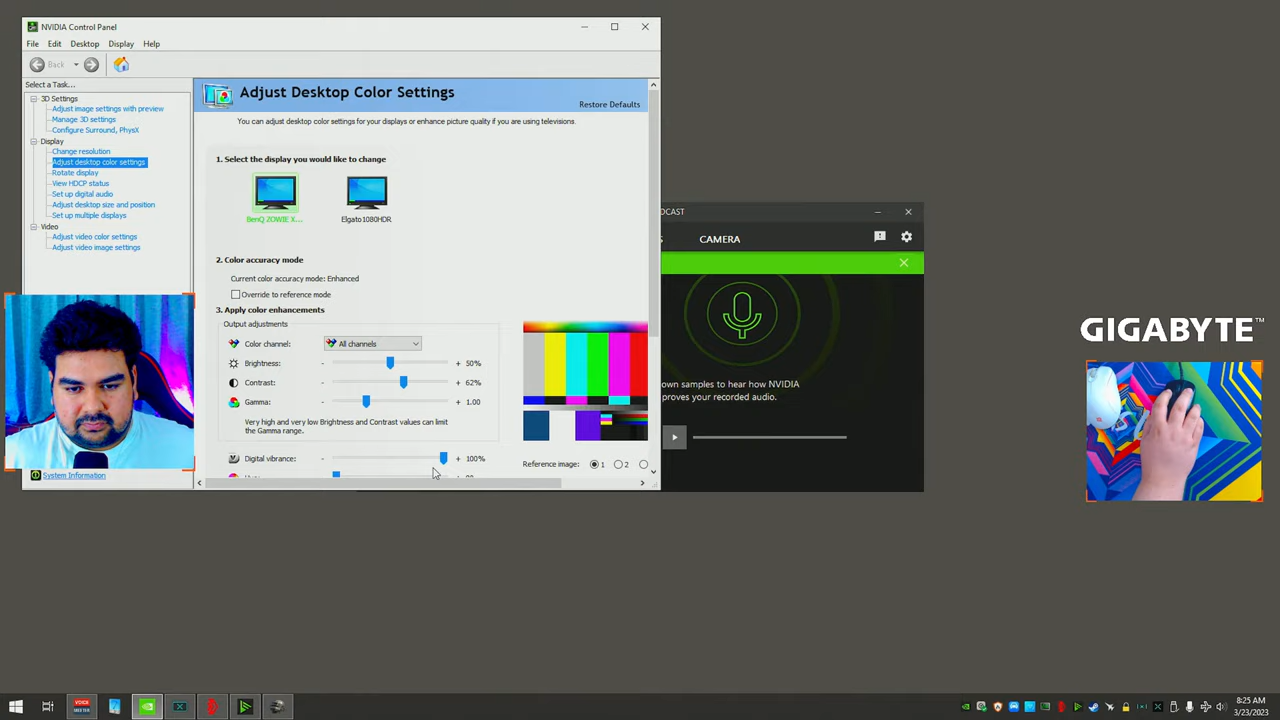 NVIDIA Control Panel
File Edit Desktop Display Help
Back
Select a Task...
3D Settings
Adjust image settings with preview
Manage 3D settings
Configure Surround, PhysX
Display
Change resolution
Adjust desktop color settings
Rotate display
View HDCP status
Set up digital audio
Adjust desktop size and position
Set up multiple displays
Video
Adjust video color settings
Adjust video image settings
System Information
Adjust Desktop Color Settings
Restore Defaults
You can adjust desktop color settings for your displays or enhance picture quality if you are using televisions.
1. Select the display you would like to change
BenQ ZOWIE X... Elgato1080HDR
2. Color accuracy mode
Current color accuracy mode: Enhanced
Override to reference mode
3. Apply color enhancements
Output adjustments
Color channel: All channels
Brightness: - + 50%
Contrast: - + 62%
Gamma: - + 1.00
Very high and very low Brightness and Contrast values can limit
the Gamma range.
Digital vibrance: - + 100%
Reference image: 1 2
DCAST
S CAMERA
own samples to hear how NVIDIA
proves your recorded audio.
GIGABYTE™
VOICE
MEETER
8:25 AM
3/23/2023